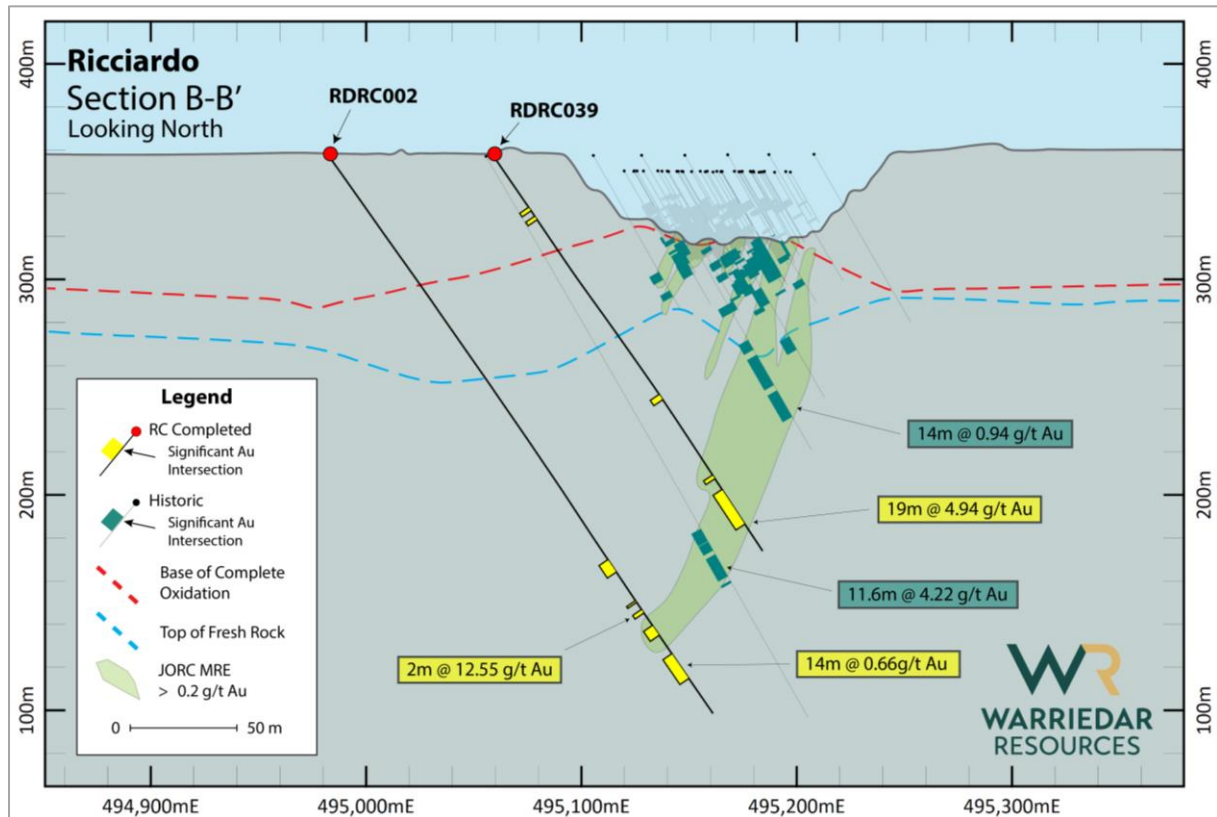 Ricciardo
Section B-B'
Looking North
RDRC002
RDRC039
400m
300m
200m
100m
400m
300m
200m
100m
Legend
RC Completed
Significant Au
Intersection
Historic
Significant Au
Intersection
Base of Complete
Oxidation
Top of Fresh Rock
JORC MRE
> 0.2 g/t Au
0
50 m
14m @ 0.94 g/t Au
19m @ 4.94 g/t Au
11.6m @ 4.22 g/t Au
2m @ 12.55 g/t Au
14m @ 0.66g/t Au
WR
WARRIEDAR
RESOURCES
494,900mE
495,000mE
495,100mE
495,200mE
495,300mE